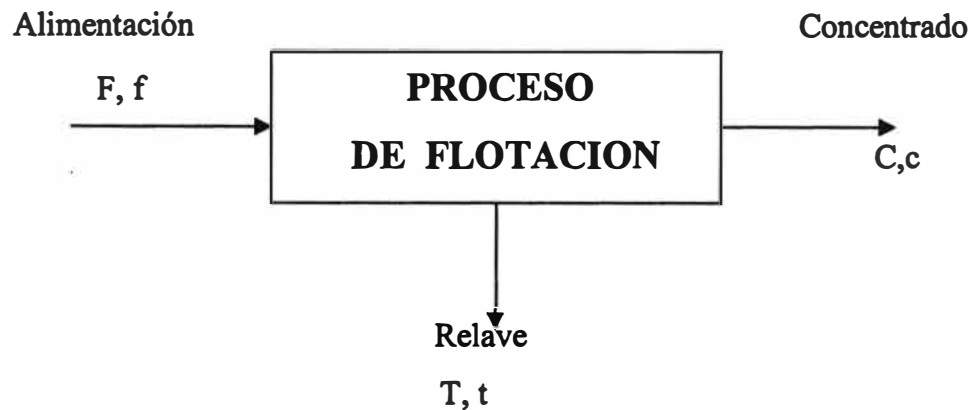 Alimentación
Concentrado
F, f
PROCESO
DE FLOTACION
C,c
Relave
T, t